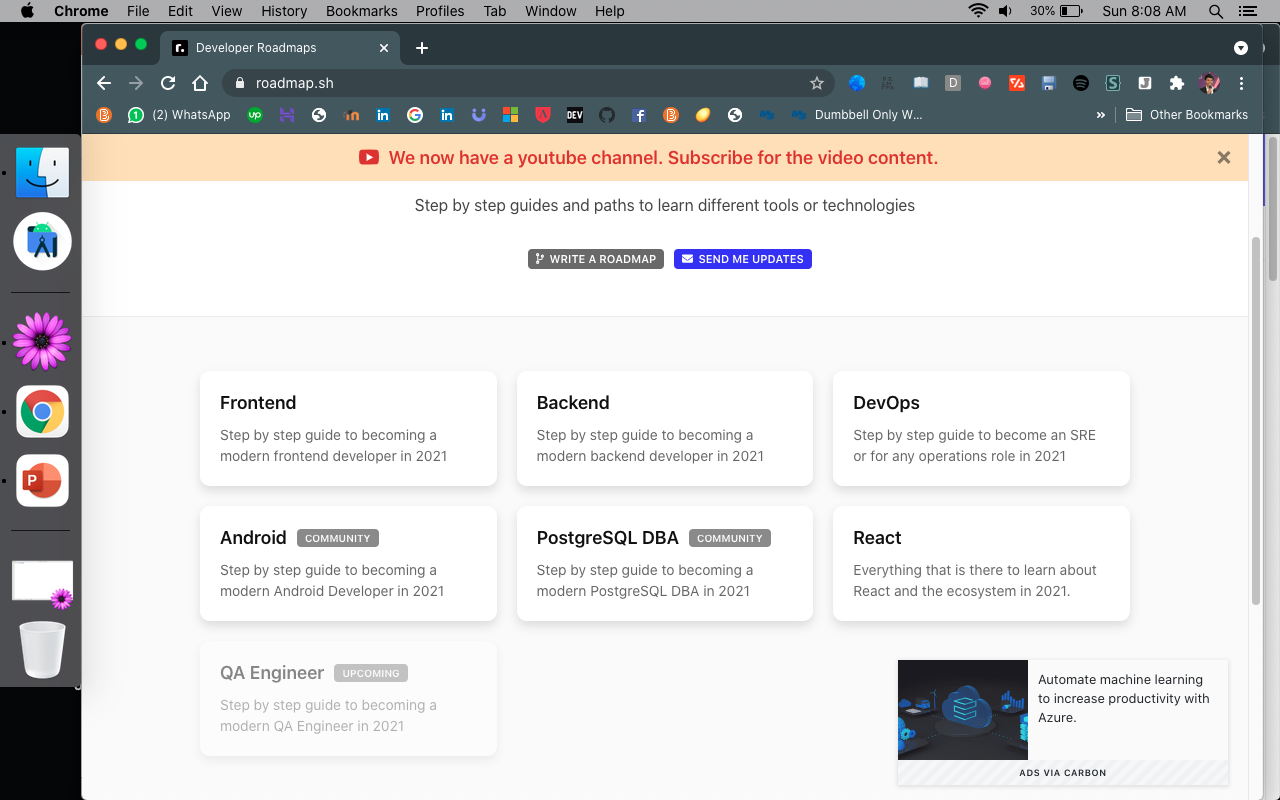 Chrome File Edit View History Bookmarks Profiles Tab Window Help 30% Sun 8:08 AM
Developer Roadmaps
roadmap.sh
(2) WhatsApp up DEV Dumbbell Only W... » Other Bookmarks
We now have a youtube channel. Subscribe for the video content.
Step by step guides and paths to learn different tools or technologies
WRITE A ROADMAP SEND ME UPDATES
Frontend
Step by step guide to becoming a
modern frontend developer in 2021
Backend
Step by step guide to becoming a
modern backend developer in 2021
DevOps
Step by step guide to become an SRE
or for any operations role in 2021
Android COMMUNITY
Step by step guide to becoming a
modern Android Developer in 2021
PostgreSQL DBA COMMUNITY
Step by step guide to becoming a
modern PostgreSQL DBA in 2021
React
Everything that is there to learn about
React and the ecosystem in 2021.
QA Engineer UPCOMING
Step by step guide to becoming a
modern QA Engineer in 2021
Automate machine learning
to increase productivity with
Azure.
ADS VIA CARBON